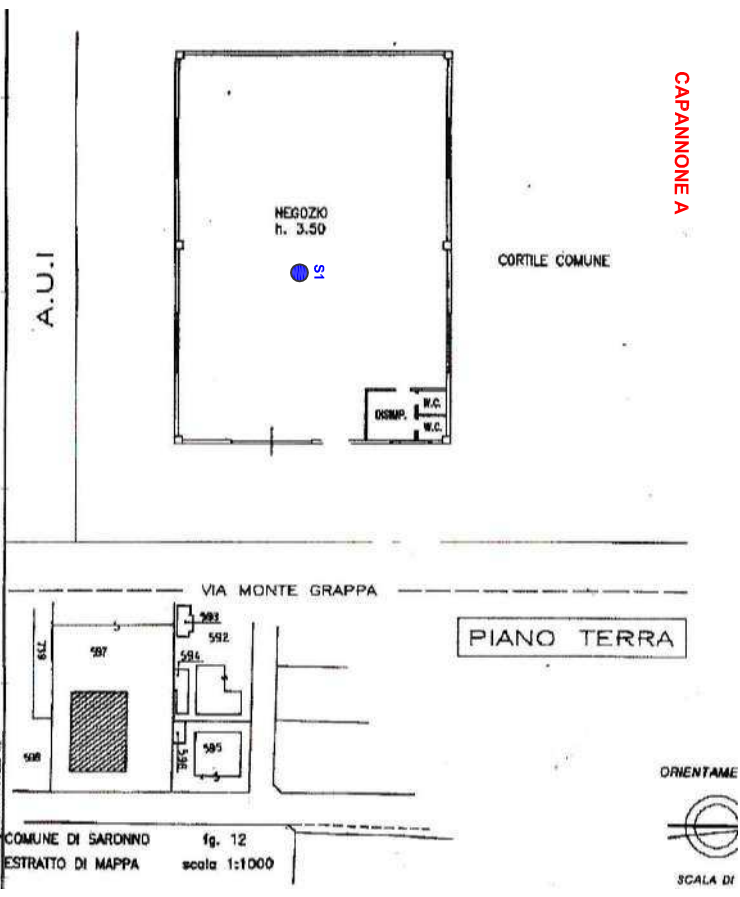 CAPANNONE A
NEGOZIO
h. 3.50
S1
CORTILE COMUNE
A.U.I
DISIMP.
W.C.
W.C.
VIA MONTE GRAPPA
PIANO TERRA
593
592
739
597
594
598
596
595
ORIENTAME
COMUNE DI SARONNO fg. 12
ESTRATTO DI MAPPA scala 1:1000
SCALA DI